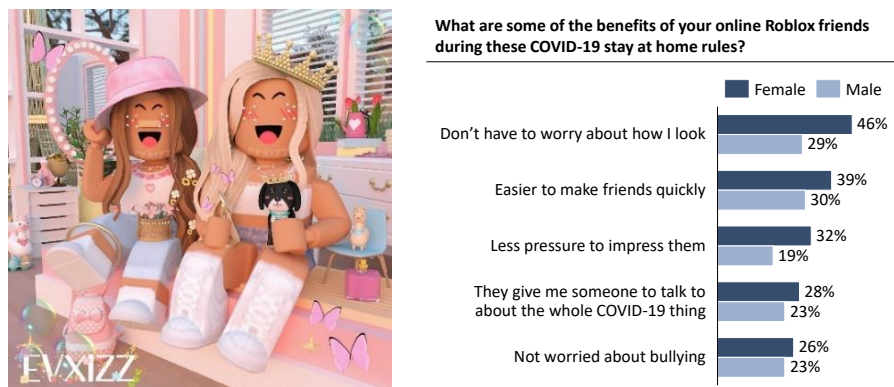 EVXIZZ
What are some of the benefits of your online Roblox friends
during these COVID-19 stay at home rules?
Female Male
Don’t have to worry about how I look
46%
29%
Easier to make friends quickly
39%
30%
Less pressure to impress them
32%
19%
They give me someone to talk to
about the whole COVID-19 thing
28%
23%
Not worried about bullying
26%
23%